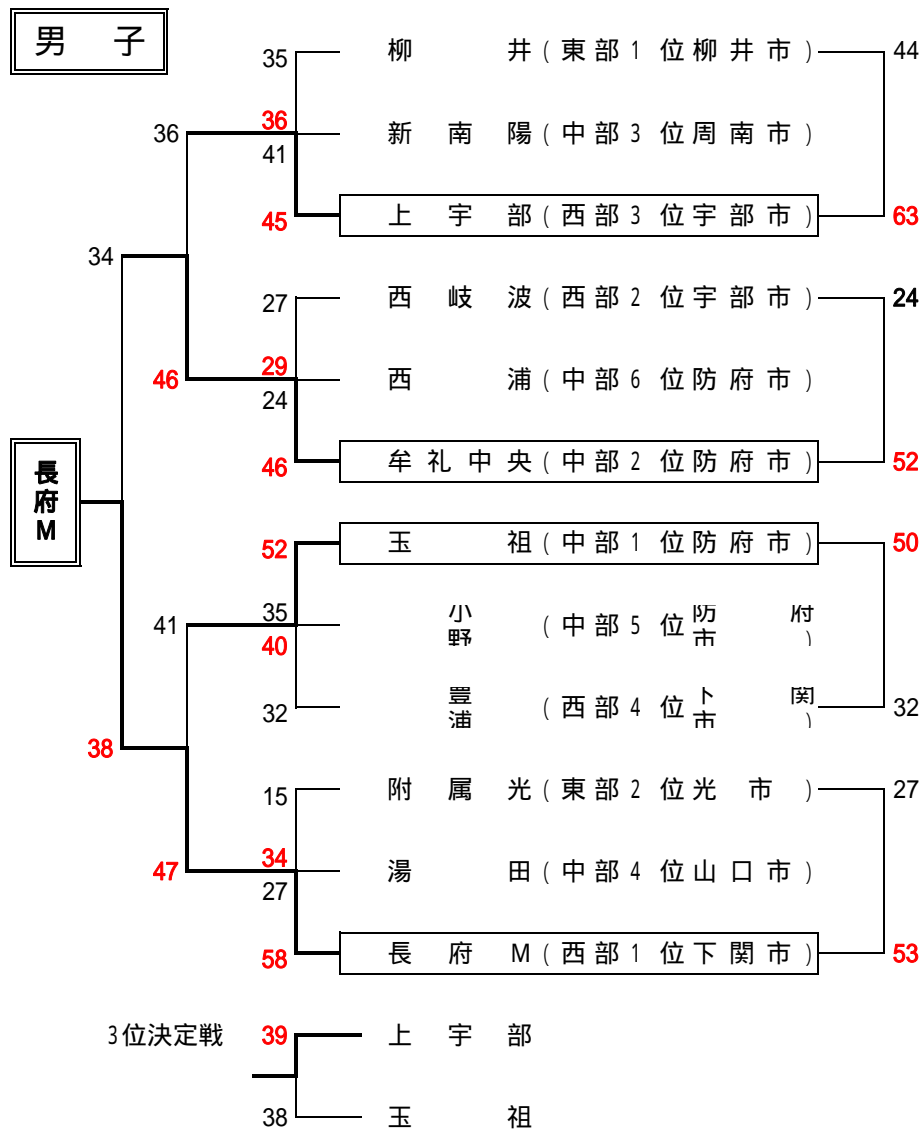 男 子
35 柳 井(東部1位柳井市) 44
36
36 新 南 陽(中部3位周南市)
41
45 上 宇 部(西部3位宇部市) 63
34
27 西 岐 波(西部2位宇部市) 24
29
46 西 浦(中部6位防府市)
24
46 牟礼中央(中部2位防府市) 52
長府M
52 玉 祖(中部1位防府市) 50
35
41 小野(中部5位防府市)
40
32 豊浦(西部4位下関市) 32
38
15 附 属 光(東部2位光 市) 27
34
47 湯 田(中部4位山口市)
27
58 長 府 M(西部1位下関市) 53
3位決定戦 39 上 宇 部
38 玉 祖